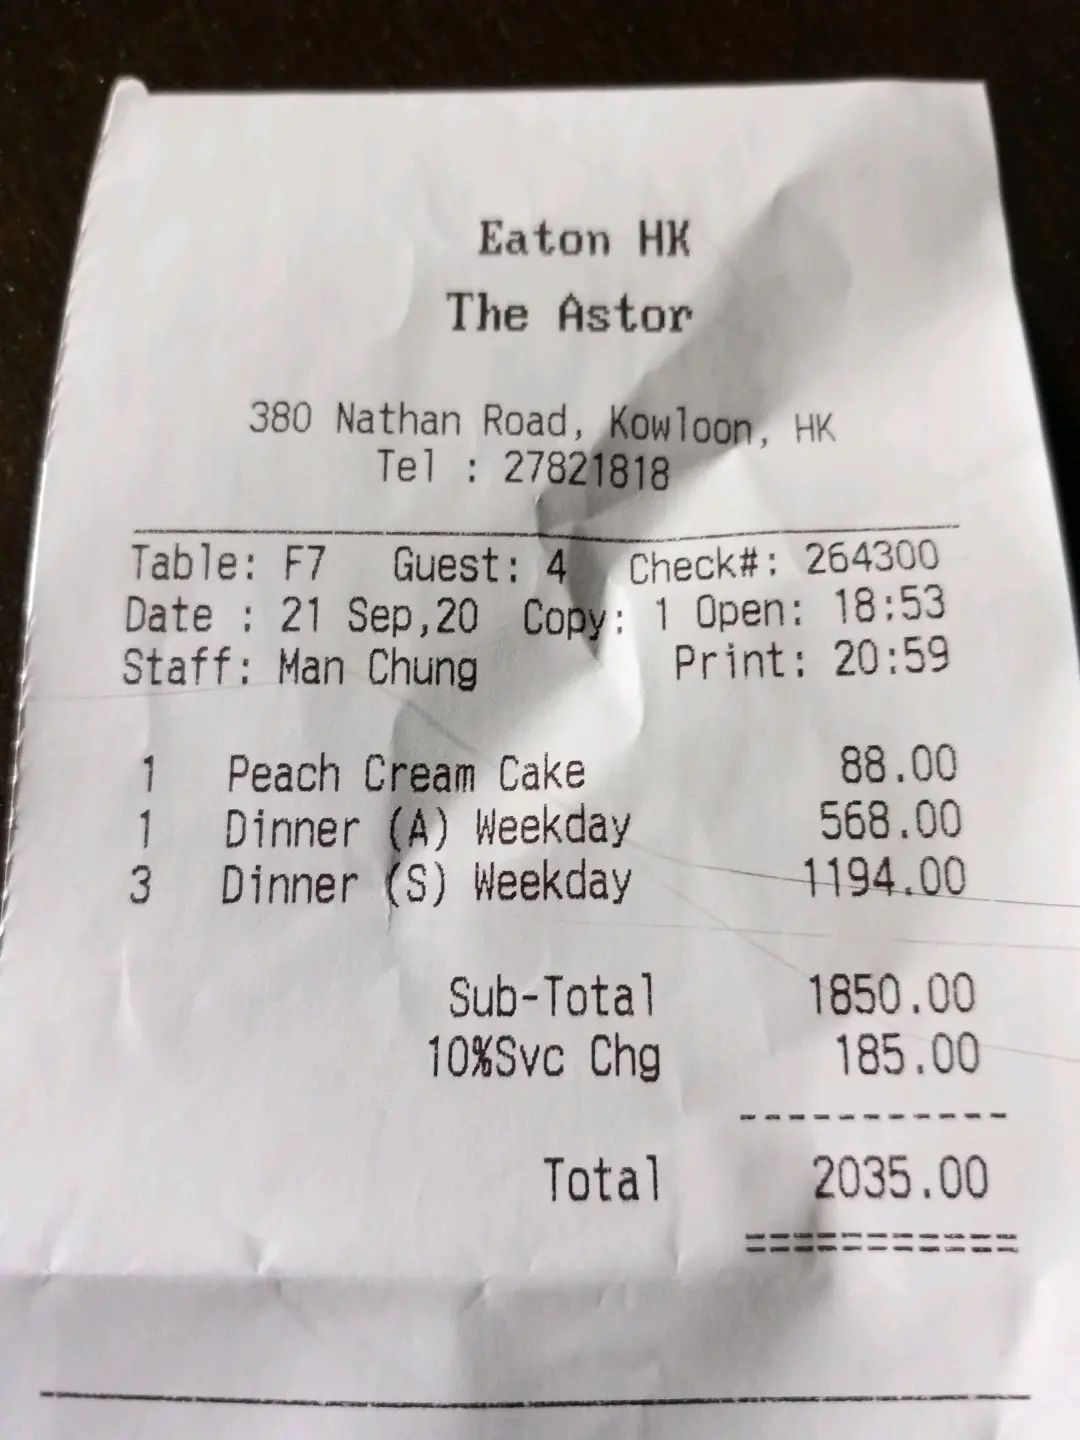 Eaton HK
The Astor
380 Nathan Road, Kowloon, HK
Tel : 27821818
Table: F7 Guest: 4 Check#: 264300
Date : 21 Sep,20 Copy: 1 Open: 18:53
Staff: Man Chung Print: 20:59
1 Peach Cream Cake 88.00
1 Dinner (A) Weekday 568.00
3 Dinner (S) Weekday 1194.00
Sub-Total 1850.00
10%Svc Chg 185.00
Total 2035.00